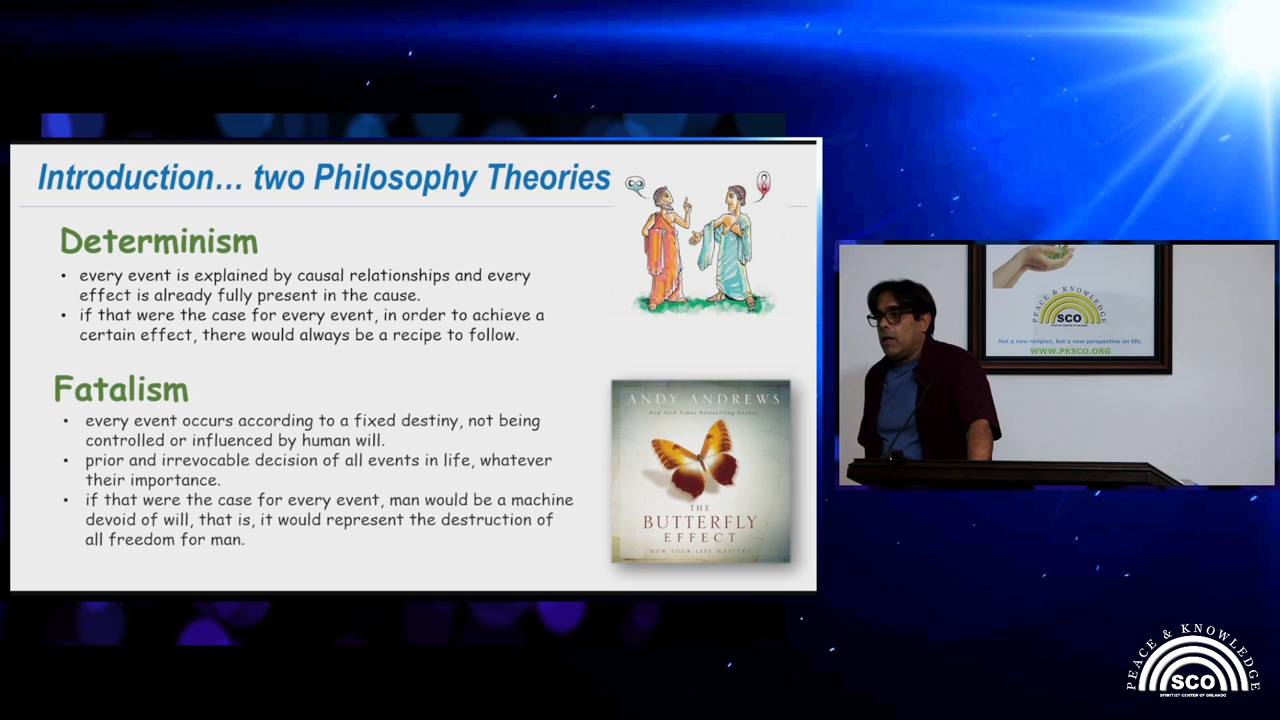 Introduction… two Philosophy Theories
Determinism
• every event is explained by causal relationships and every
effect is already fully present in the cause.
• if that were the case for every event, in order to achieve a
certain effect, there would always be a recipe to follow.
Fatalism
• every event occurs according to a fixed destiny, not being
controlled or influenced by human will.
• prior and irrevocable decision of all events in life, whatever
their importance.
• if that were the case for every event, man would be a machine
devoid of will, that is, it would represent the destruction of
all freedom for man.
ANDY ANDREWS
New York Times Bestselling Author
THE
BUTTERFLY
EFFECT
HOW YOUR LIFE MATTERS
PEACE & KNOWLEDGE
SCO
SPIRITIST CENTER OF ORLANDO
Not a new religion, but a new perspective on life.
WWW.PKSCO.ORG
PEACE & KNOWLEDGE
SCO
SPIRITIST CENTER OF ORLANDO